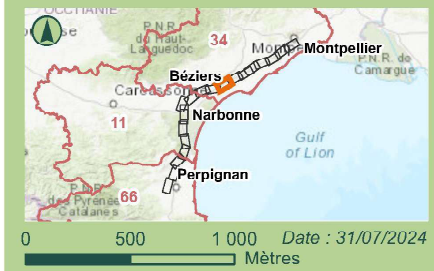 OCCITANIE
P.N.R.
du Haut-
Languedoc
34
Montpellier
P.N.R. de
Camargue
Béziers
Carcassonne
Narbonne
11
Gulf
of Lion
Perpignan
66
P.N.R.
des Pyrénées
Catalanes
0 500 1 000 Date : 31/07/2024
Mètres